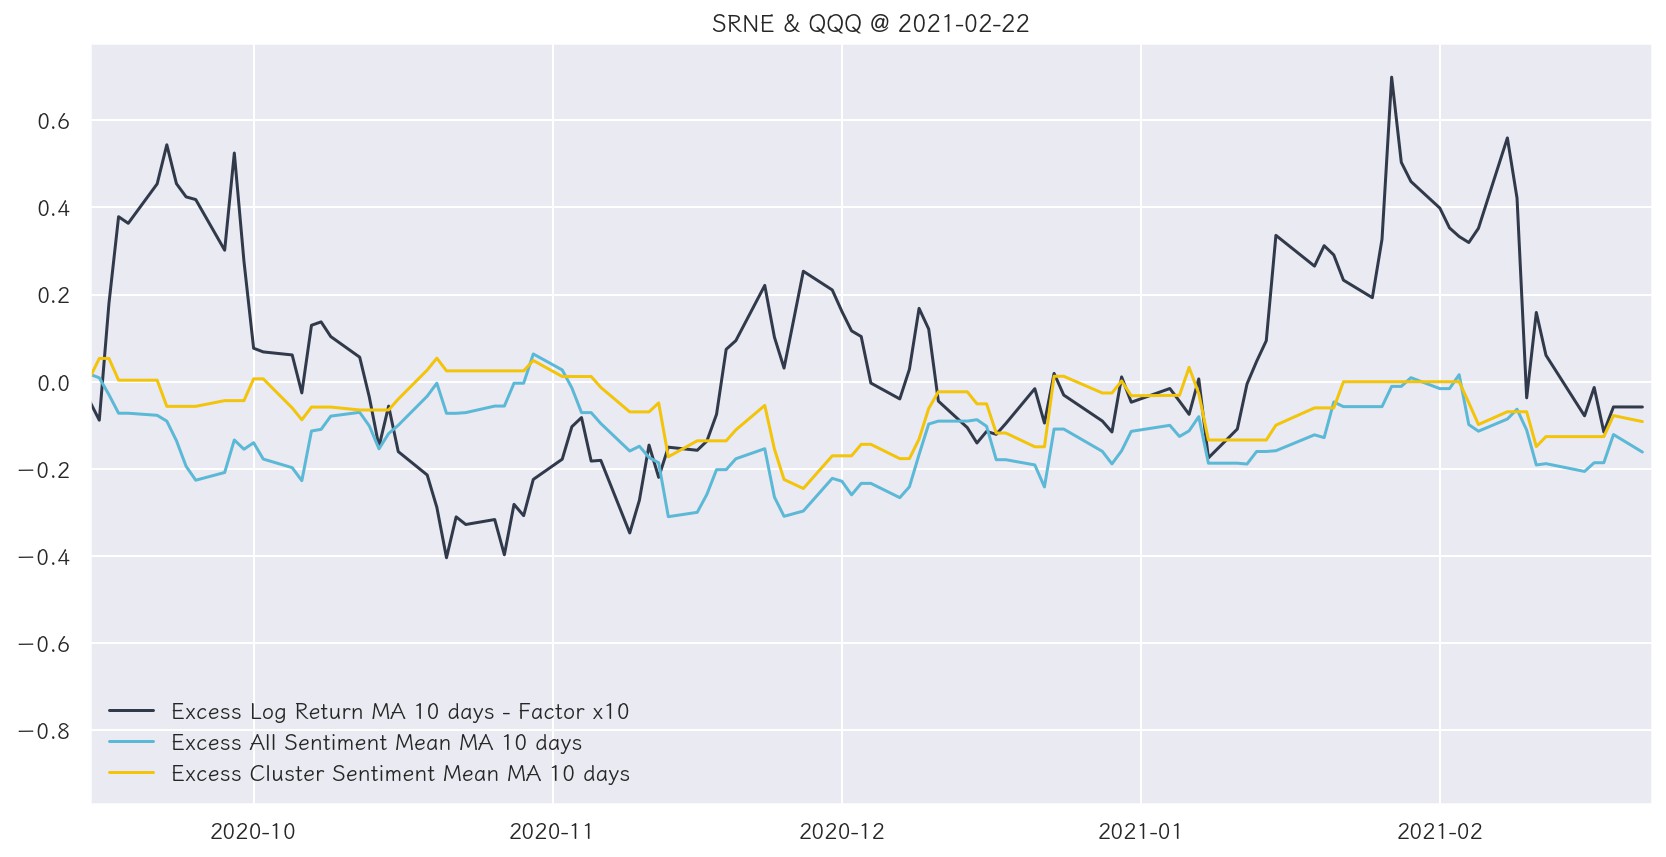 SRNE & QQQ @ 2021-02-22
0.6
0.4
0.2
0.0
−0.2
−0.4
−0.6
−0.8
Excess Log Return MA 10 days - Factor x10
Excess All Sentiment Mean MA 10 days
Excess Cluster Sentiment Mean MA 10 days
2020-10 2020-11 2020-12 2021-01 2021-02